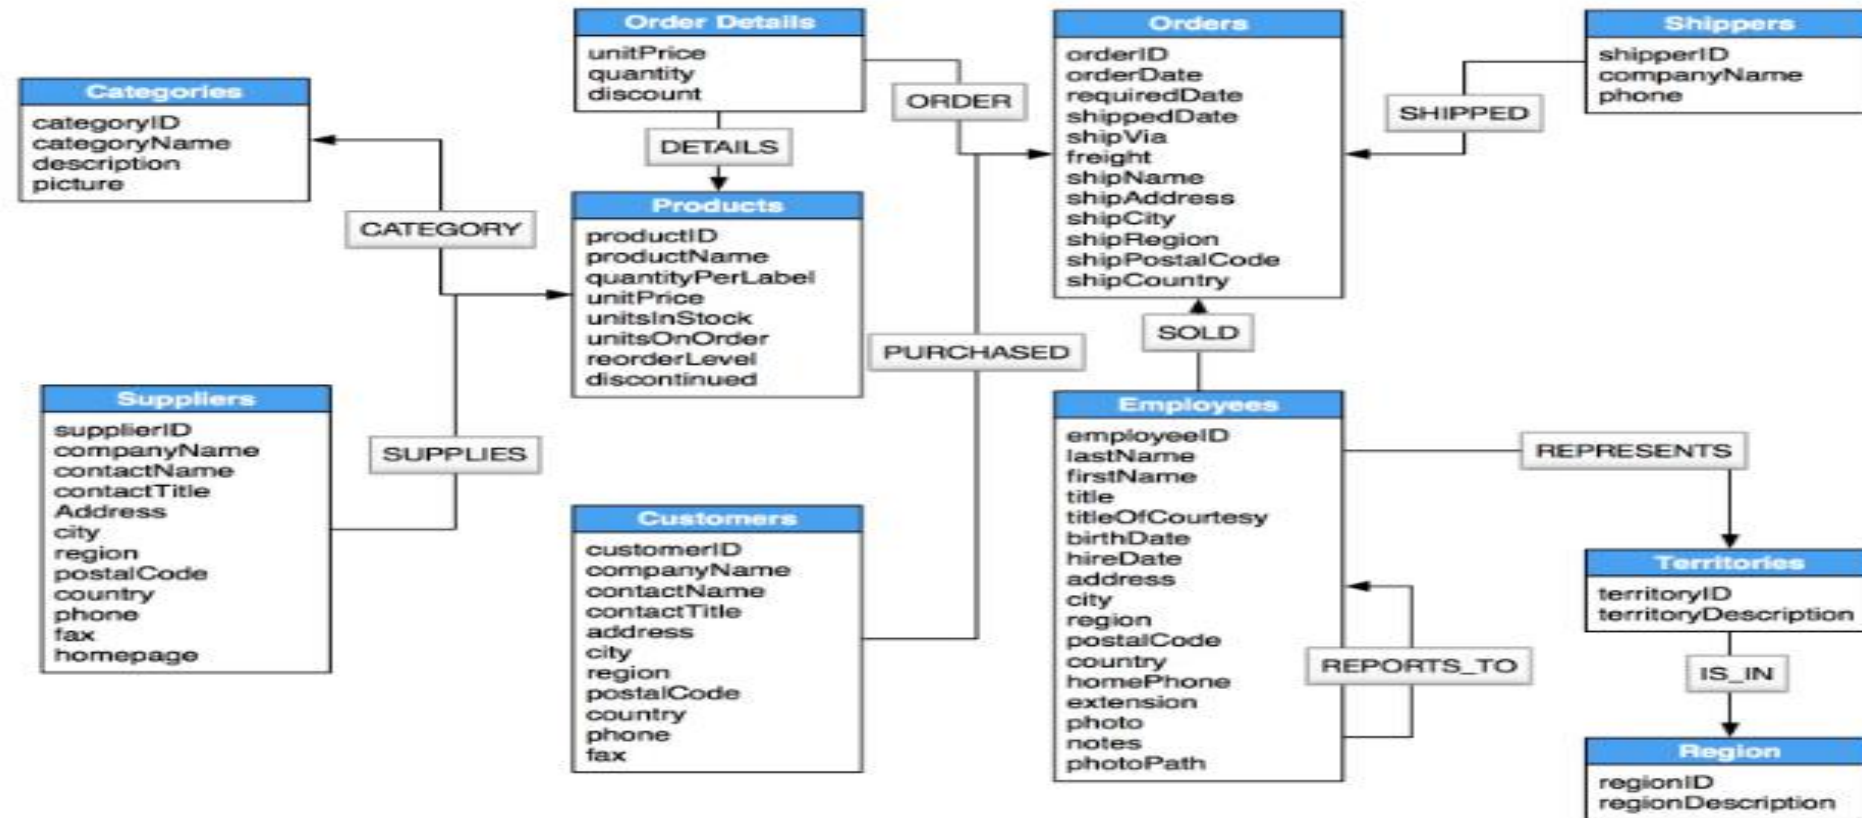 Order Details
unitPrice
quantity
discount
Orders
orderID
orderDate
requiredDate
shippedDate
shipVia
freight
shipName
shipAddress
shipCity
shipRegion
shipPostalCode
shipCountry
Shippers
shipperID
companyName
phone
Categories
categoryID
categoryName
description
picture
ORDER
SHIPPED
DETAILS
CATEGORY
Products
productID
productName
quantityPerLabel
unitPrice
unitsInStock
unitsOnOrder
reorderLevel
discontinued
SOLD
PURCHASED
Suppliers
supplierID
companyName
contactName
contactTitle
Address
city
region
postalCode
country
phone
fax
homepage
SUPPLIES
Customers
customerID
companyName
contactName
contactTitle
address
city
region
postalCode
country
phone
fax
Employees
employeeID
lastName
firstName
title
titleOfCourtesy
birthDate
hireDate
address
city
region
postalCode
country
homePhone
extension
photo
notes
photoPath
REPRESENTS
REPORTS_TO
Territories
territoryID
territoryDescription
IS_IN
Region
regionID
regionDescription